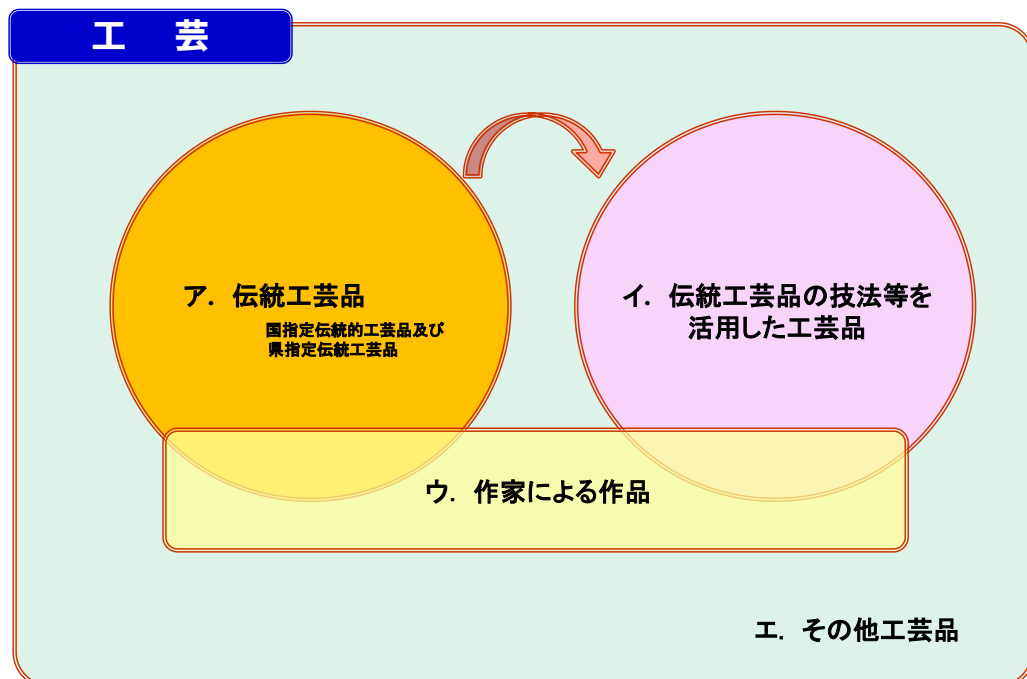 工 芸
ア. 伝統工芸品
国指定伝統的工芸品及び
県指定伝統工芸品
イ. 伝統工芸品の技法等を
活用した工芸品
ウ. 作家による作品
エ. その他工芸品